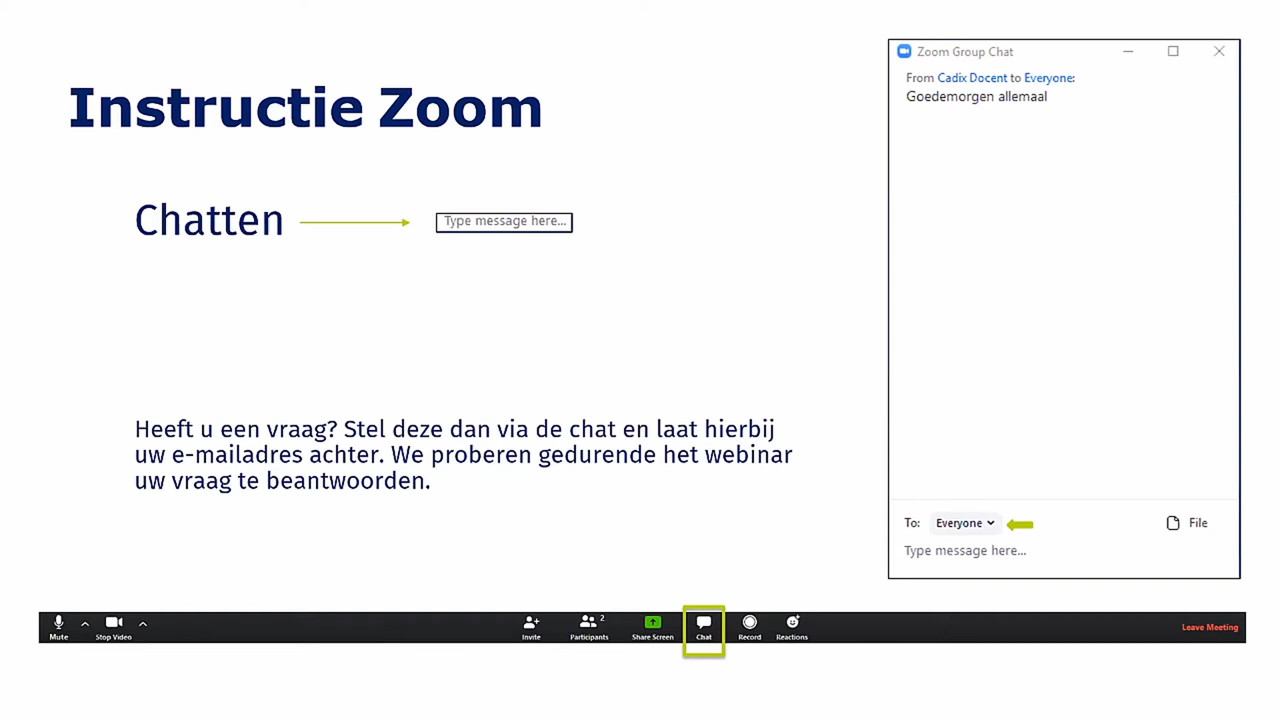 Instructie Zoom
Chatten
Type message here...
Heeft u een vraag? Stel deze dan via de chat en laat hierbij
uw e-mailadres achter. We proberen gedurende het webinar
uw vraag te beantwoorden.
Zoom Group Chat
From Cadix Docent to Everyone:
Goedemorgen allemaal
To: Everyone File
Type message here...
Mute
Stop Video
Invite
Participants 2
Share Screen
Chat
Record
Reactions
Leave Meeting